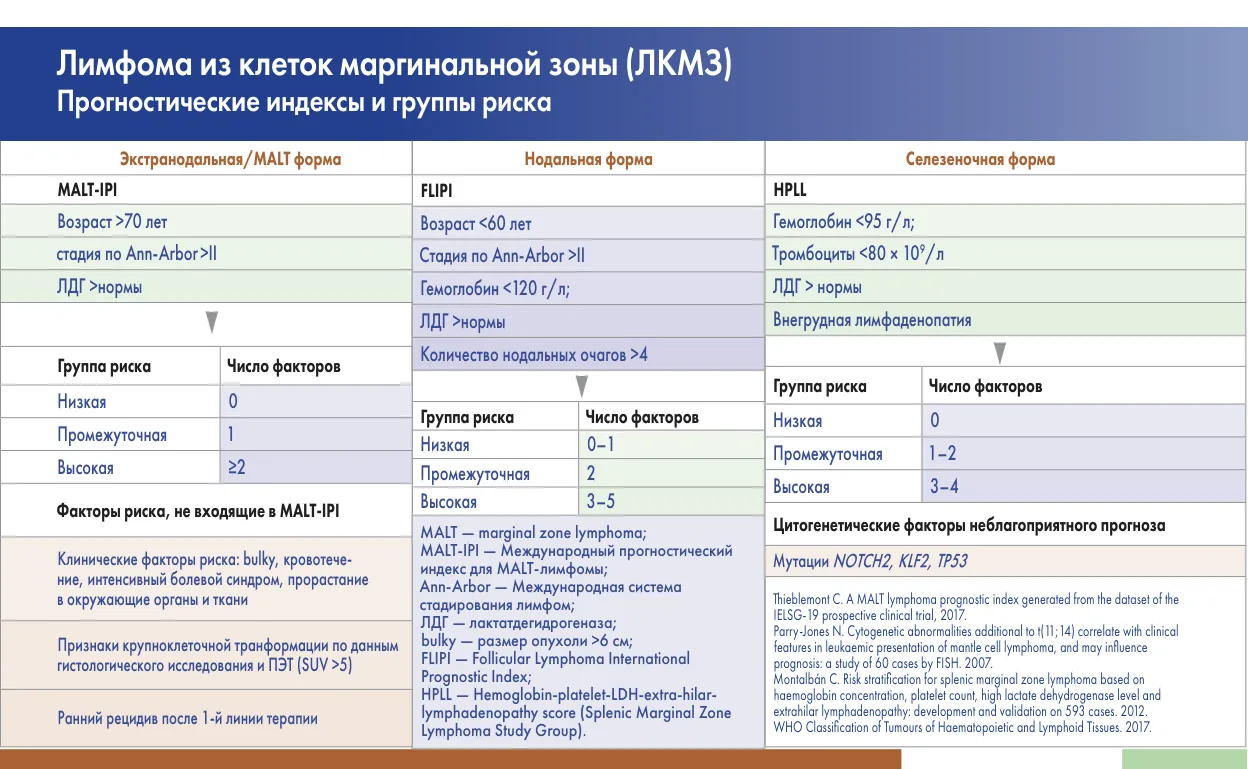 Лимфома из клеток маргинальной зоны (ЛКМЗ)
Прогностические индексы и группы риска
Экстранодальная/MALT форма
MALT-IPI
Возраст >70 лет
стадия по Ann-Arbor >II
ЛДГ >нормы
Группа риска Число факторов
Низкая 0
Промежуточная 1
Высокая ≥2
Факторы риска, не входящие в MALT-IPI
Клинические факторы риска: bulky, кровотече-
ние, интенсивный болевой синдром, прорастание
в окружающие органы и ткани
Признаки крупноклеточной транформации по данным
гистологического исследования и ПЭТ (SUV >5)
Ранний рецидив после 1-й линии терапии
Нодальная форма
FLIPI
Возраст <60 лет
Стадия по Ann-Arbor >II
Гемоглобин <120 г/л;
ЛДГ >нормы
Количество нодальных очагов >4
Группа риска Число факторов
Низкая 0–1
Промежуточная 2
Высокая 3–5
MALT — marginal zone lymphoma;
MALT-IPI — Международный прогностический
индекс для MALT-лимфомы;
Ann-Arbor — Международная система
стадирования лимфом;
ЛДГ — лактатдегидрогеназа;
bulky — размер опухоли >6 см;
FLIPI — Follicular Lymphoma International
Prognostic Index;
HPLL — Hemoglobin-platelet-LDH-extra-hilar-
lymphadenopathy score (Splenic Marginal Zone
Lymphoma Study Group).
Селезеночная форма
HPLL
Гемоглобин <95 г/л;
Тромбоциты <80 × 10⁹/л
ЛДГ > нормы
Внегрудная лимфаденопатия
Группа риска Число факторов
Низкая 0
Промежуточная 1–2
Высокая 3–4
Цитогенетические факторы неблагоприятного прогноза
Мутации NOTCH2, KLF2, TP53
Thieblemont C. A MALT lymphoma prognostic index generated from the dataset of the
IELSG-19 prospective clinical trial, 2017.
Parry-Jones N. Cytogenetic abnormalities additional to t(11;14) correlate with clinical
features in leukaemic presentation of mantle cell lymphoma, and may influence
prognosis: a study of 60 cases by FISH. 2007.
Montalbán C. Risk stratification for splenic marginal zone lymphoma based on
haemoglobin concentration, platelet count, high lactate dehydrogenase level and
extrahilar lymphadenopathy: development and validation on 593 cases. 2012.
WHO Classification of Tumours of Haematopoietic and Lymphoid Tissues. 2017.